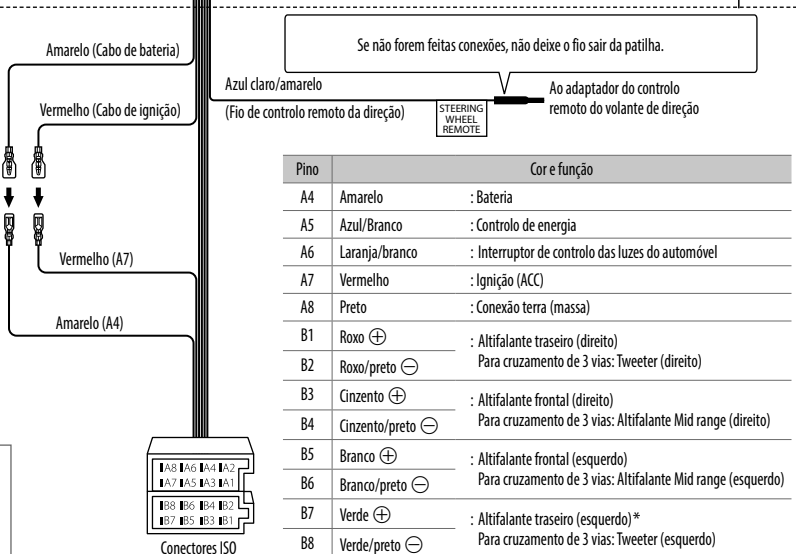 Amarelo (Cabo de bateria)
Se não forem feitas conexões, não deixe o fio sair da patilha.
Azul claro/amarelo
(Fio de controlo remoto da direção)
STEERING
WHEEL
REMOTE
Ao adaptador do controlo
remoto do volante de direção
Vermelho (Cabo de ignição)
Vermelho (A7)
Amarelo (A4)
Pino Cor e função
A4 Amarelo : Bateria
A5 Azul/Branco : Controlo de energia
A6 Laranja/branco : Interruptor de controlo das luzes do automóvel
A7 Vermelho : Ignição (ACC)
A8 Preto : Conexão terra (massa)
B1 Roxo ⊕ : Altifalante traseiro (direito)
B2 Roxo/preto ⊖ Para cruzamento de 3 vias: Tweeter (direito)
B3 Cinzento ⊕ : Altifalante frontal (direito)
B4 Cinzento/preto ⊖ Para cruzamento de 3 vias: Altifalante Mid range (direito)
B5 Branco ⊕ : Altifalante frontal (esquerdo)
B6 Branco/preto ⊖ Para cruzamento de 3 vias: Altifalante Mid range (esquerdo)
B7 Verde ⊕ : Altifalante traseiro (esquerdo)*
B8 Verde/preto ⊖ Para cruzamento de 3 vias: Tweeter (esquerdo)
A8 A6 A4 A2
A7 A5 A3 A1
B8 B6 B4 B2
B7 B5 B3 B1
Conectores ISO